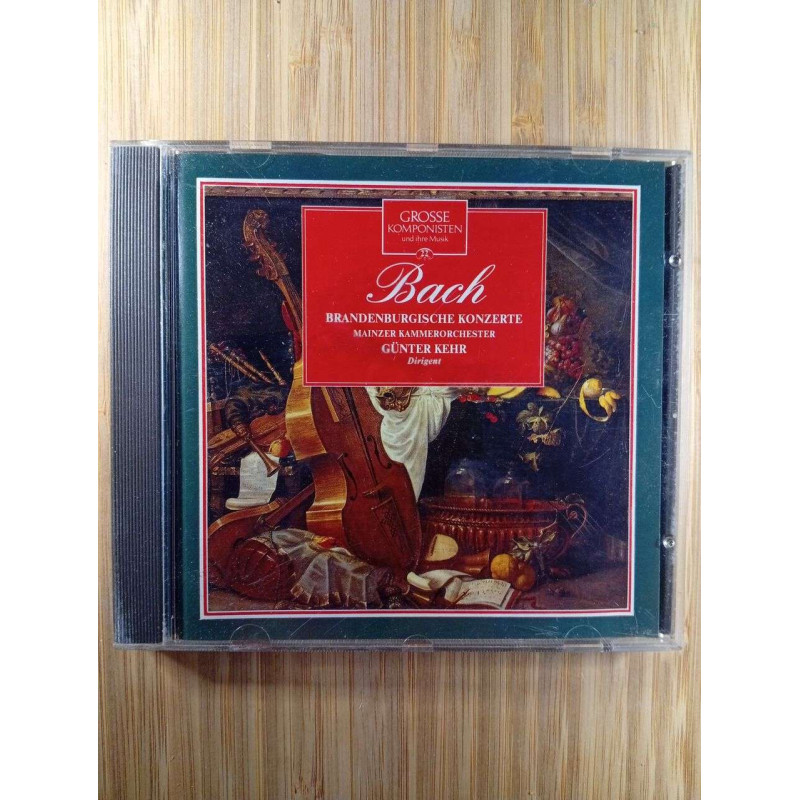 GROSSE
KOMPONISTEN
und ihre Musik
Bach
BRANDENBURGISCHE KONZERTE
MAINZER KAMMERORCHESTER
GÜNTER KEHR
Dirigent